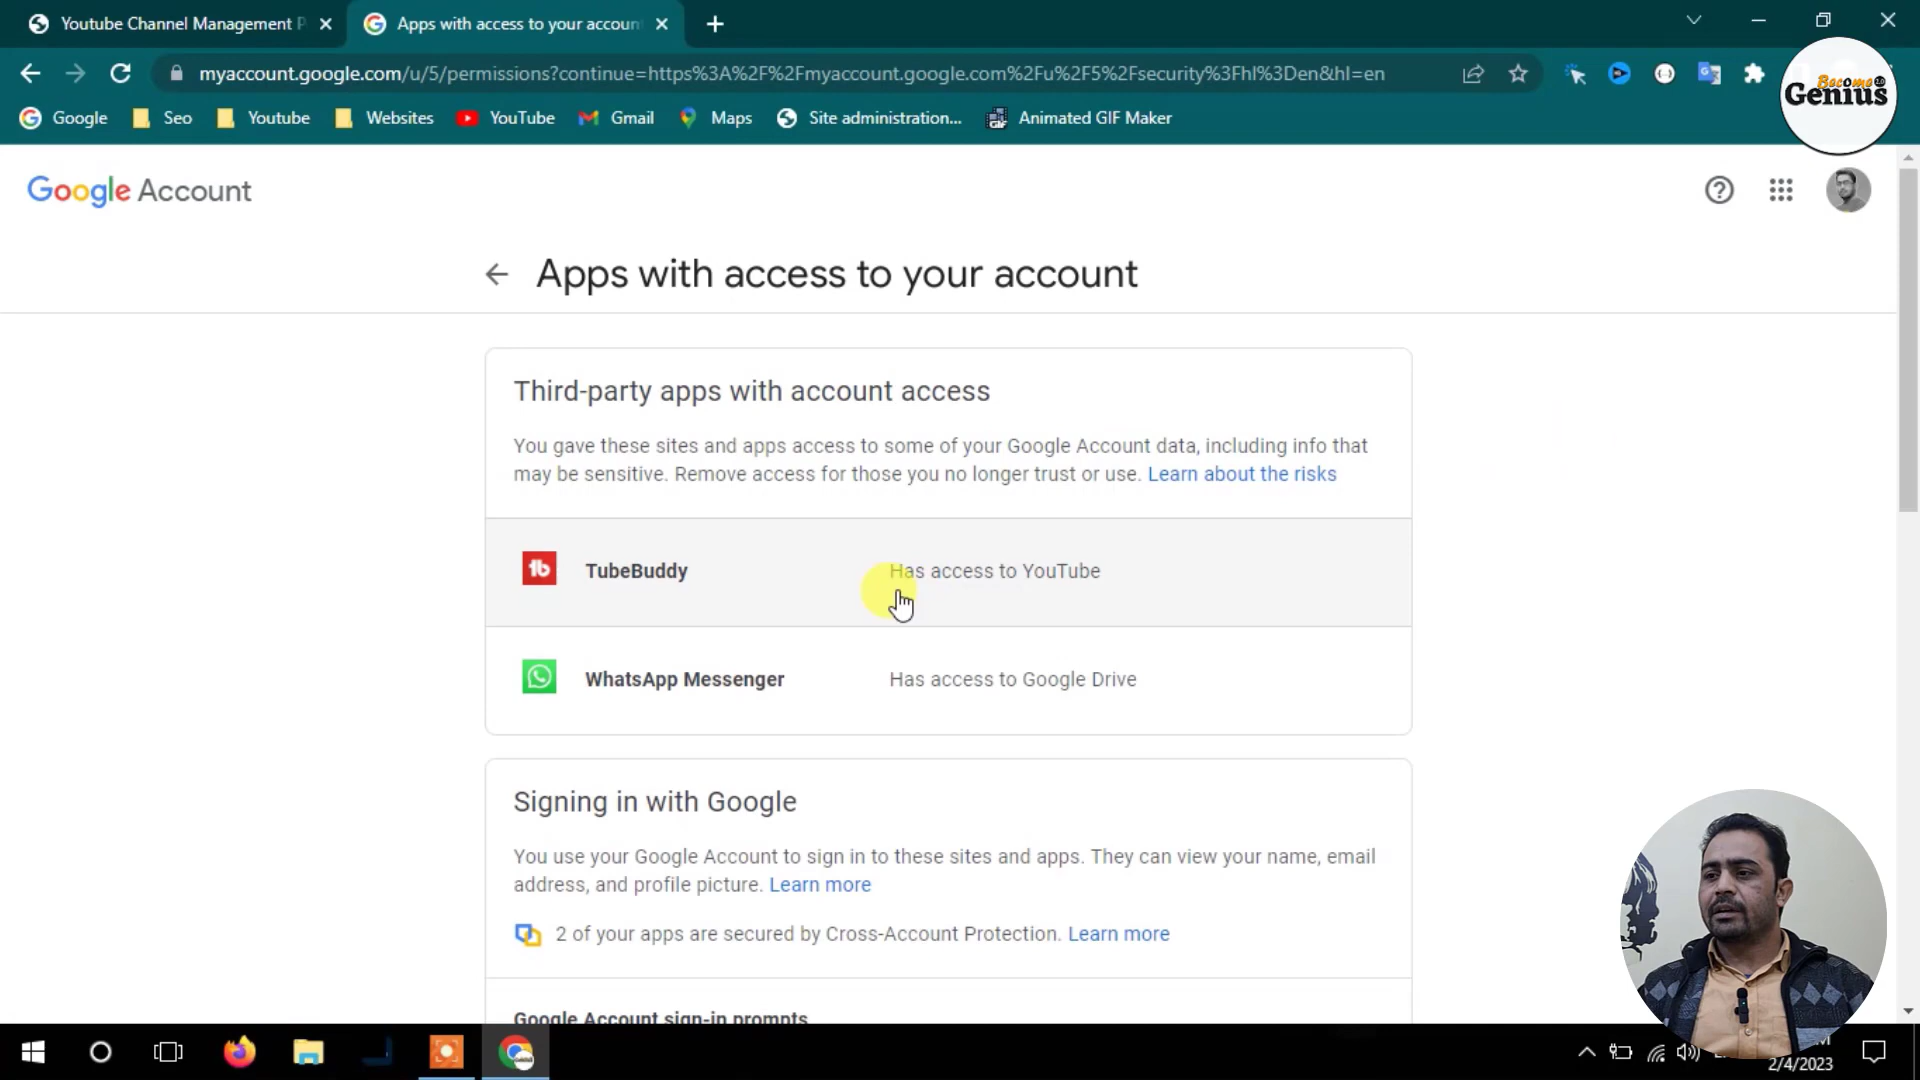 Youtube Channel Management P
Apps with access to your accoun
myaccount.google.com/u/5/permissions?continue=https%3A%2F%2Fmyaccount.google.com%2Fu%2F5%2Fsecurity%3Fhl%3Den&hl=en
Become 2.0
Genius
Google Seo Youtube Websites YouTube Gmail Maps Site administration... Animated GIF Maker
Google Account
Apps with access to your account
Third-party apps with account access
You gave these sites and apps access to some of your Google Account data, including info that
may be sensitive. Remove access for those you no longer trust or use. Learn about the risks
tb TubeBuddy Has access to YouTube
WhatsApp Messenger Has access to Google Drive
Signing in with Google
You use your Google Account to sign in to these sites and apps. They can view your name, email
address, and profile picture. Learn more
2 of your apps are secured by Cross-Account Protection. Learn more
Google Account sign-in prompts
2/4/2023